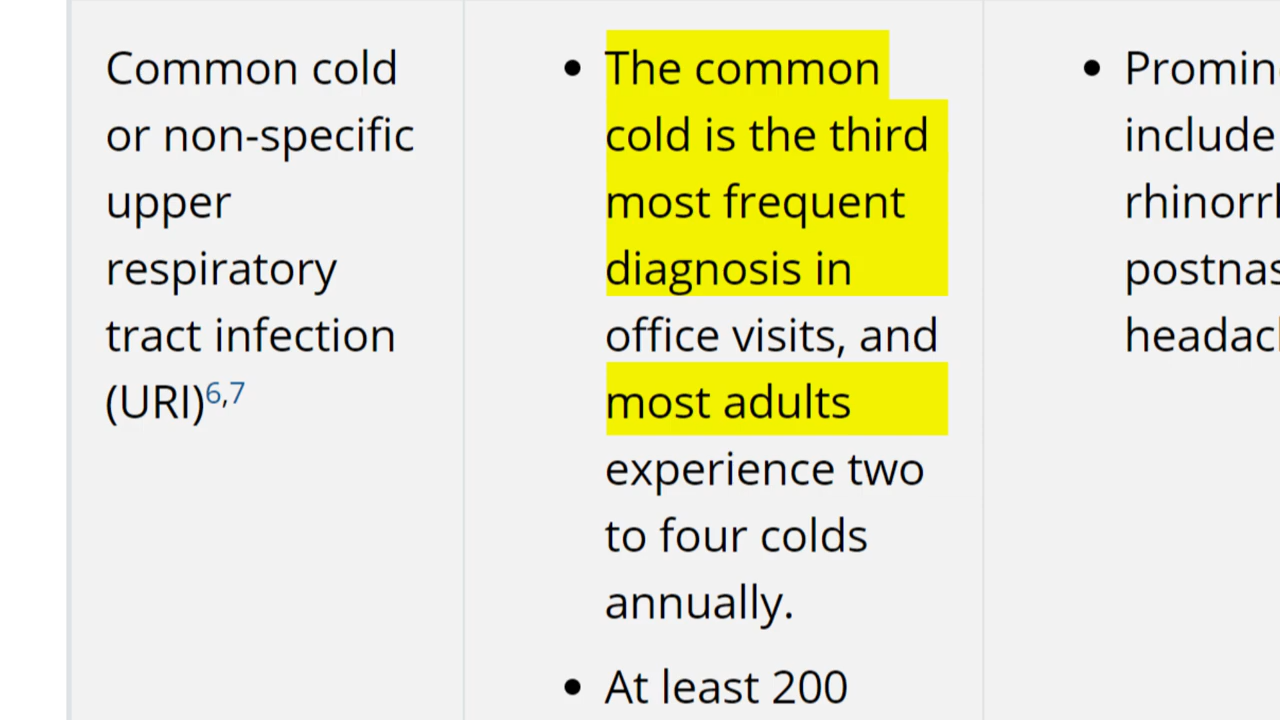 Common cold
or non-specific
upper
respiratory
tract infection
(URI)6,7
• The common
cold is the third
most frequent
diagnosis in
office visits, and
most adults
experience two
to four colds
annually.
• At least 200
•
include